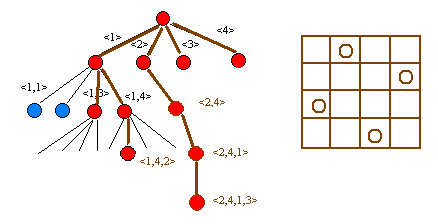 <1> <2> <3> <4>
<1,1> <1,3> <1,4> <2,4>
<1,4,2> <2,4,1>
<2,4,1,3>